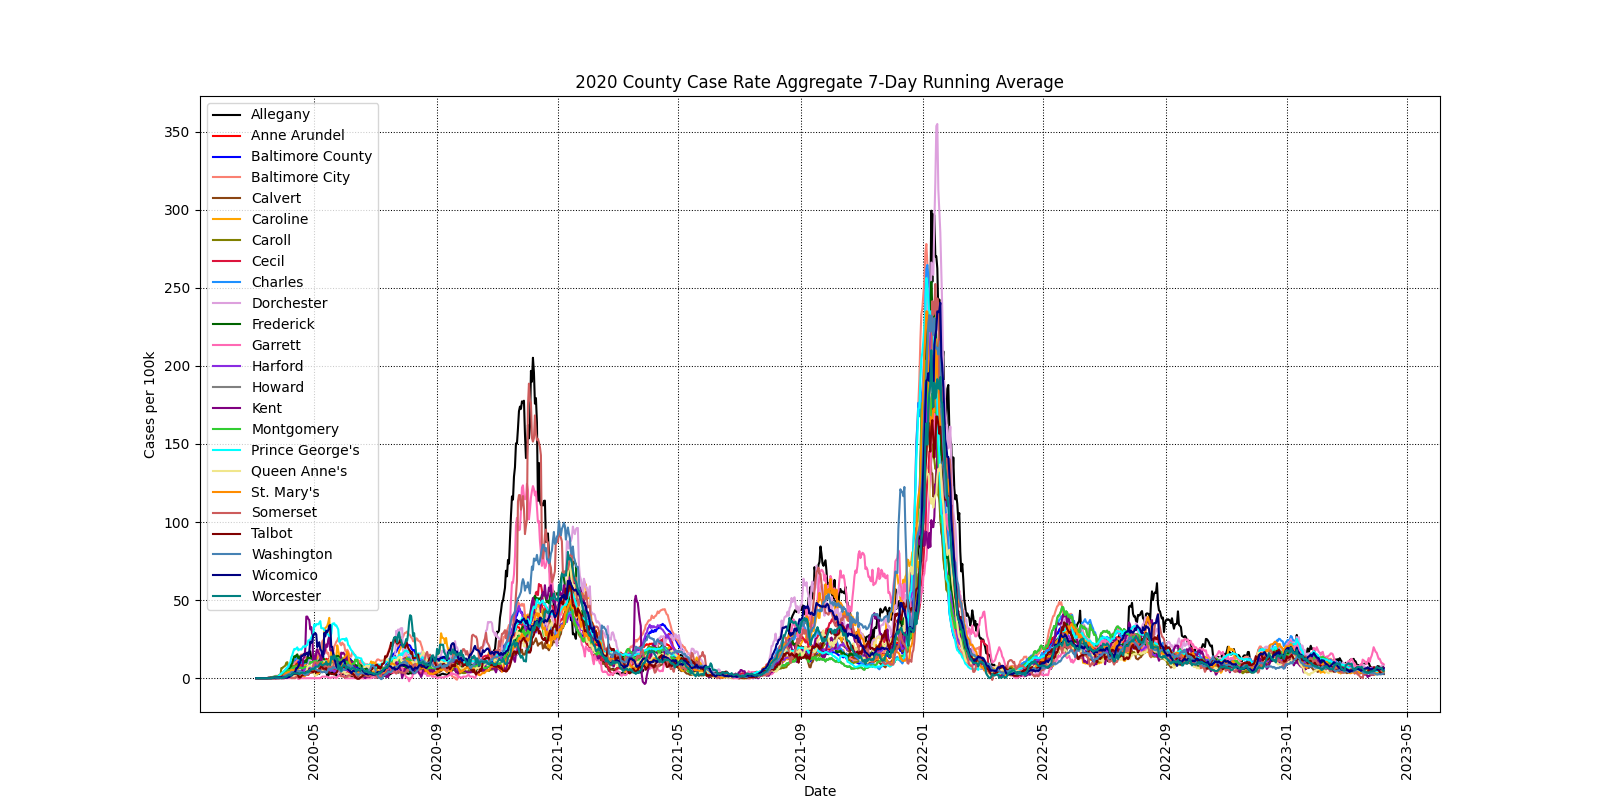 2020 County Case Rate Aggregate 7-Day Running Average
Cases per 100k
350
300
250
200
150
100
50
0
Allegany
Anne Arundel
Baltimore County
Baltimore City
Calvert
Caroline
Caroll
Cecil
Charles
Dorchester
Frederick
Garrett
Harford
Howard
Kent
Montgomery
Prince George's
Queen Anne's
St. Mary's
Somerset
Talbot
Washington
Wicomico
Worcester
2020-05
2020-09
2021-01
2021-05
2021-09
2022-01
2022-05
2022-09
2023-01
2023-05
Date